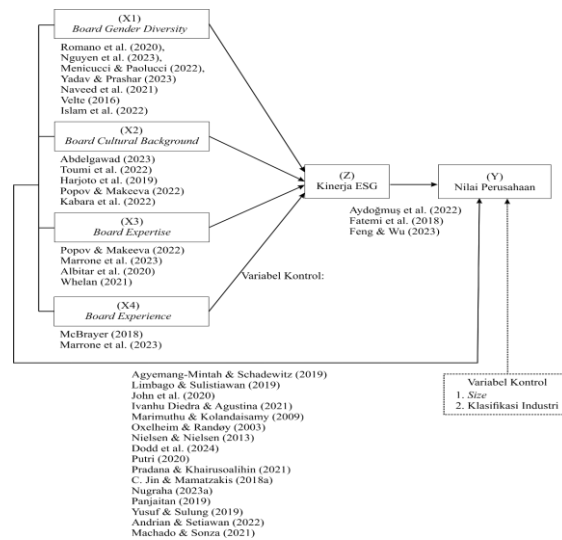 (X1)
Board Gender Diversity
Romano et al. (2020),
Nguyen et al. (2023),
Menicucci & Paolucci (2022),
Yadav & Prashar (2023)
Naveed et al. (2021)
Velte (2016)
Islam et al. (2022)
(X2)
Board Cultural Background
Abdelgawad (2023)
Toumi et al. (2022)
Harjoto et al. (2019)
Popov & Makeeva (2022)
Kabara et al. (2022)
(X3)
Board Expertise
Popov & Makeeva (2022)
Marrone et al. (2023)
Albitar et al. (2020)
Whelan (2021)
(X4)
Board Experience
McBrayer (2018)
Marrone et al. (2023)
(Z)
Kinerja ESG
(Y)
Nilai Perusahaan
Aydoğmuş et al. (2022)
Fatemi et al. (2018)
Feng & Wu (2023)
Variabel Kontrol:
Agyemang-Mintah & Schadewitz (2019)
Limbago & Sulistiawan (2019)
John et al. (2020)
Ivanhu Diedra & Agustina (2021)
Marimuthu & Kolandaisamy (2009)
Oxelheim & Randøy (2003)
Nielsen & Nielsen (2013)
Dodd et al. (2024)
Putri (2020)
Pradana & Khairusoalihin (2021)
C. Jin & Mamatzakis (2018a)
Nugraha (2023a)
Panjaitan (2019)
Yusuf & Sulung (2019)
Andrian & Setiawan (2022)
Machado & Sonza (2021)
Variabel Kontrol
1. Size
2. Klasifikasi Industri